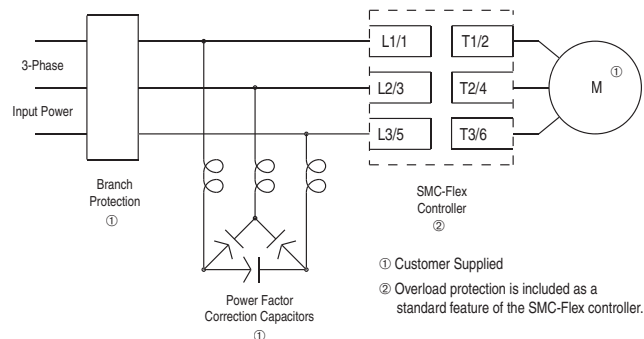 3-Phase
Input Power
L1/1
T1/2
L2/3
T2/4
L3/5
T3/6
M
①
Branch
Protection
①
SMC-Flex
Controller
②
Power Factor
Correction Capacitors
①
① Customer Supplied
② Overload protection is included as a
standard feature of the SMC-Flex controller.